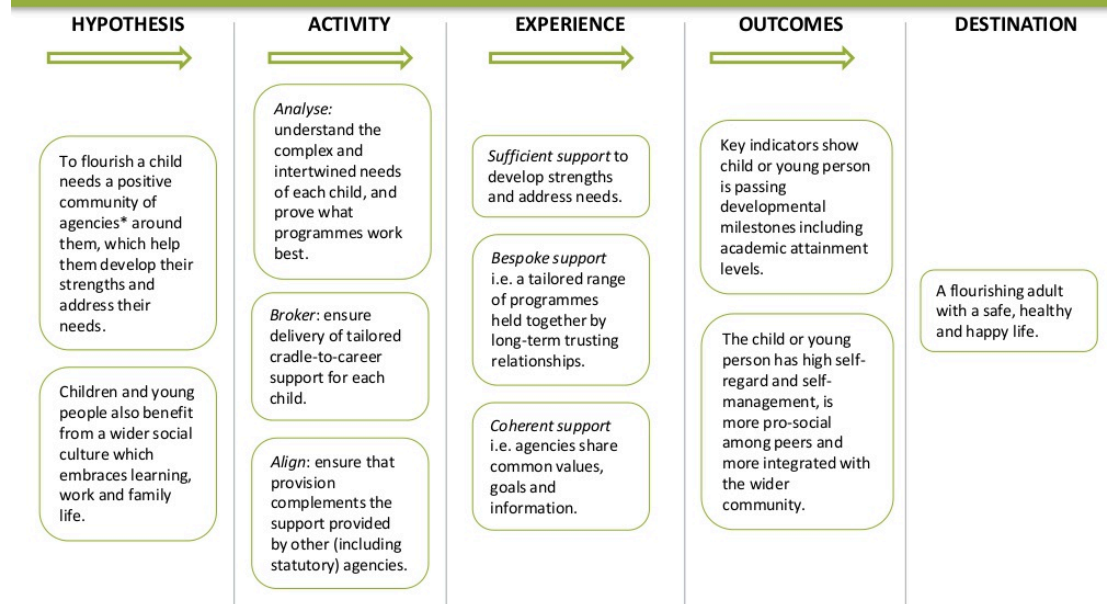 HYPOTHESIS
ACTIVITY
EXPERIENCE
OUTCOMES
DESTINATION
To flourish a child
needs a positive
community of
agencies* around
them, which help
them develop their
strengths and
address their
needs.
Children and young
people also benefit
from a wider social
culture which
embraces learning,
work and family
life.
Analyse:
understand the
complex and
intertwined needs
of each child, and
prove what
programmes work
best.
Broker: ensure
delivery of tailored
cradle-to-career
support for each
child.
Align: ensure that
provision
complements the
support provided
by other (including
statutory) agencies.
Sufficient support to
develop strengths
and address needs.
Bespoke support
i.e. a tailored range
of programmes
held together by
long-term trusting
relationships.
Coherent support
i.e. agencies share
common values,
goals and
information.
Key indicators show
child or young person
is passing
developmental
milestones including
academic attainment
levels.
The child or young
person has high self-
regard and self-
management, is
more pro-social
among peers and
more integrated with
the wider
community.
A flourishing adult
with a safe, healthy
and happy life.